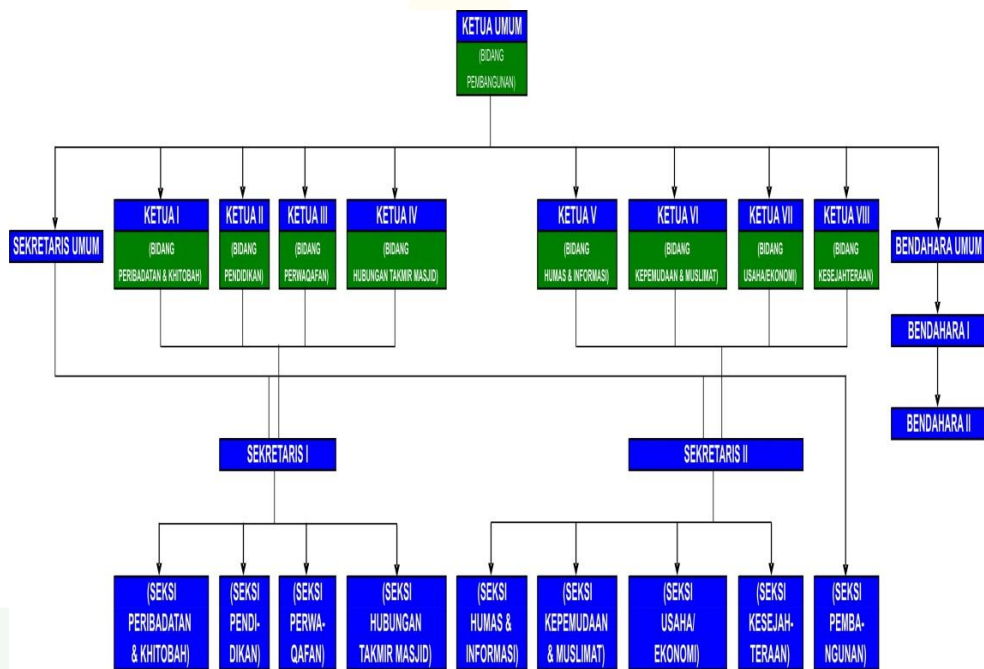 KETUA UMUM
(BIDANG
PEMBANGUNAN)
SEKRETARIS UMUM
KETUA I
(BIDANG
PERIBADATAN & KHITOBAH)
KETUA II
(BIDANG
PENDIDIKAN)
KETUA III
(BIDANG
PERWAQAFAN)
KETUA IV
(BIDANG
HUBUNGAN TAKMIR MASJID)
KETUA V
(BIDANG
HUMAS & INFORMASI)
KETUA VI
(BIDANG
KEPEMUDAAN & MUSLIMAT)
KETUA VII
(BIDANG
USAHA/EKONOMI)
KETUA VIII
(BIDANG
KESEJAHTERAAN)
BENDAHARA UMUM
BENDAHARA I
BENDAHARA II
SEKRETARIS I
SEKRETARIS II
(SEKSI
PERIBADATAN
& KHITOBAH)
(SEKSI
PENDI-
DIKAN)
(SEKSI
PERWA-
QAFAN)
(SEKSI
HUBUNGAN
TAKMIR MASJID)
(SEKSI
HUMAS &
INFORMASI)
(SEKSI
KEPEMUDAAN
& MUSLIMAT)
(SEKSI
USAHA/
EKONOMI)
(SEKSI
KESEJAH-
TERAAN)
(SEKSI
PEMBA-
NGUNAN)